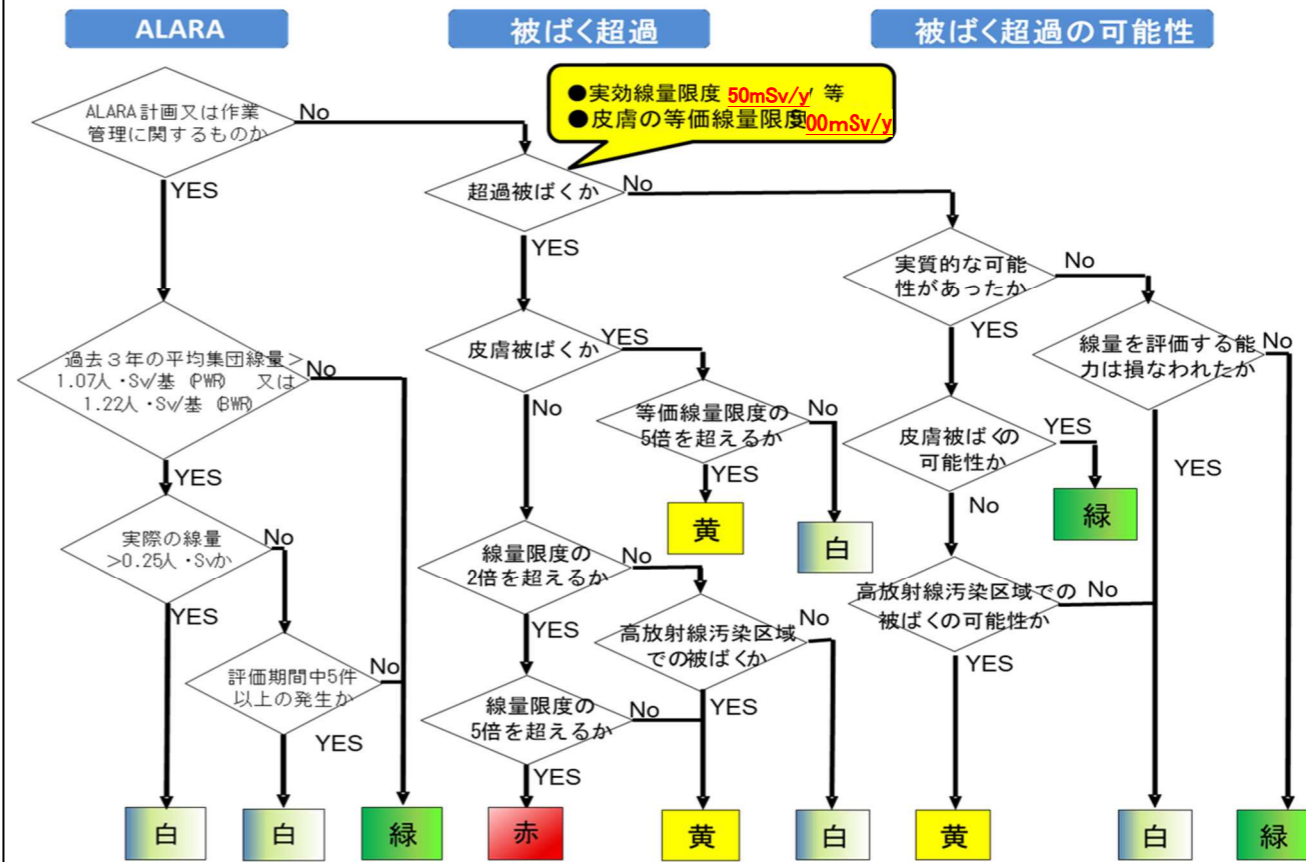 ALARA
被ばく超過
被ばく超過の可能性
●実効線量限度 50mSv/y 等
●皮膚の等価線量限度 00mSv/y
ALARA計画又は作業
管理に関するものか
No
YES
超過被ばくか
No
YES
実質的な可能
性があったか
No
YES
過去3年の平均集団線量>
1.07人・Sv/基(PWR) 又は
1.22人・Sv/基(BWR)
No
YES
皮膚被ばくか
YES
No
線量を評価する能
力は損なわれたか
No
YES
等価線量限度の
5倍を超えるか
No
YES
皮膚被ばくの
可能性か
YES
No
黄
白
緑
実際の線量
>0.25人・Svか
No
YES
線量限度の
2倍を超えるか
No
YES
高放射線汚染区域での
被ばくの可能性か
No
YES
高放射線汚染区域
での被ばくか
No
YES
評価期間中5件
以上の発生か
No
YES
線量限度の
5倍を超えるか
No
YES
白
白
緑
赤
黄
白
黄
白
緑